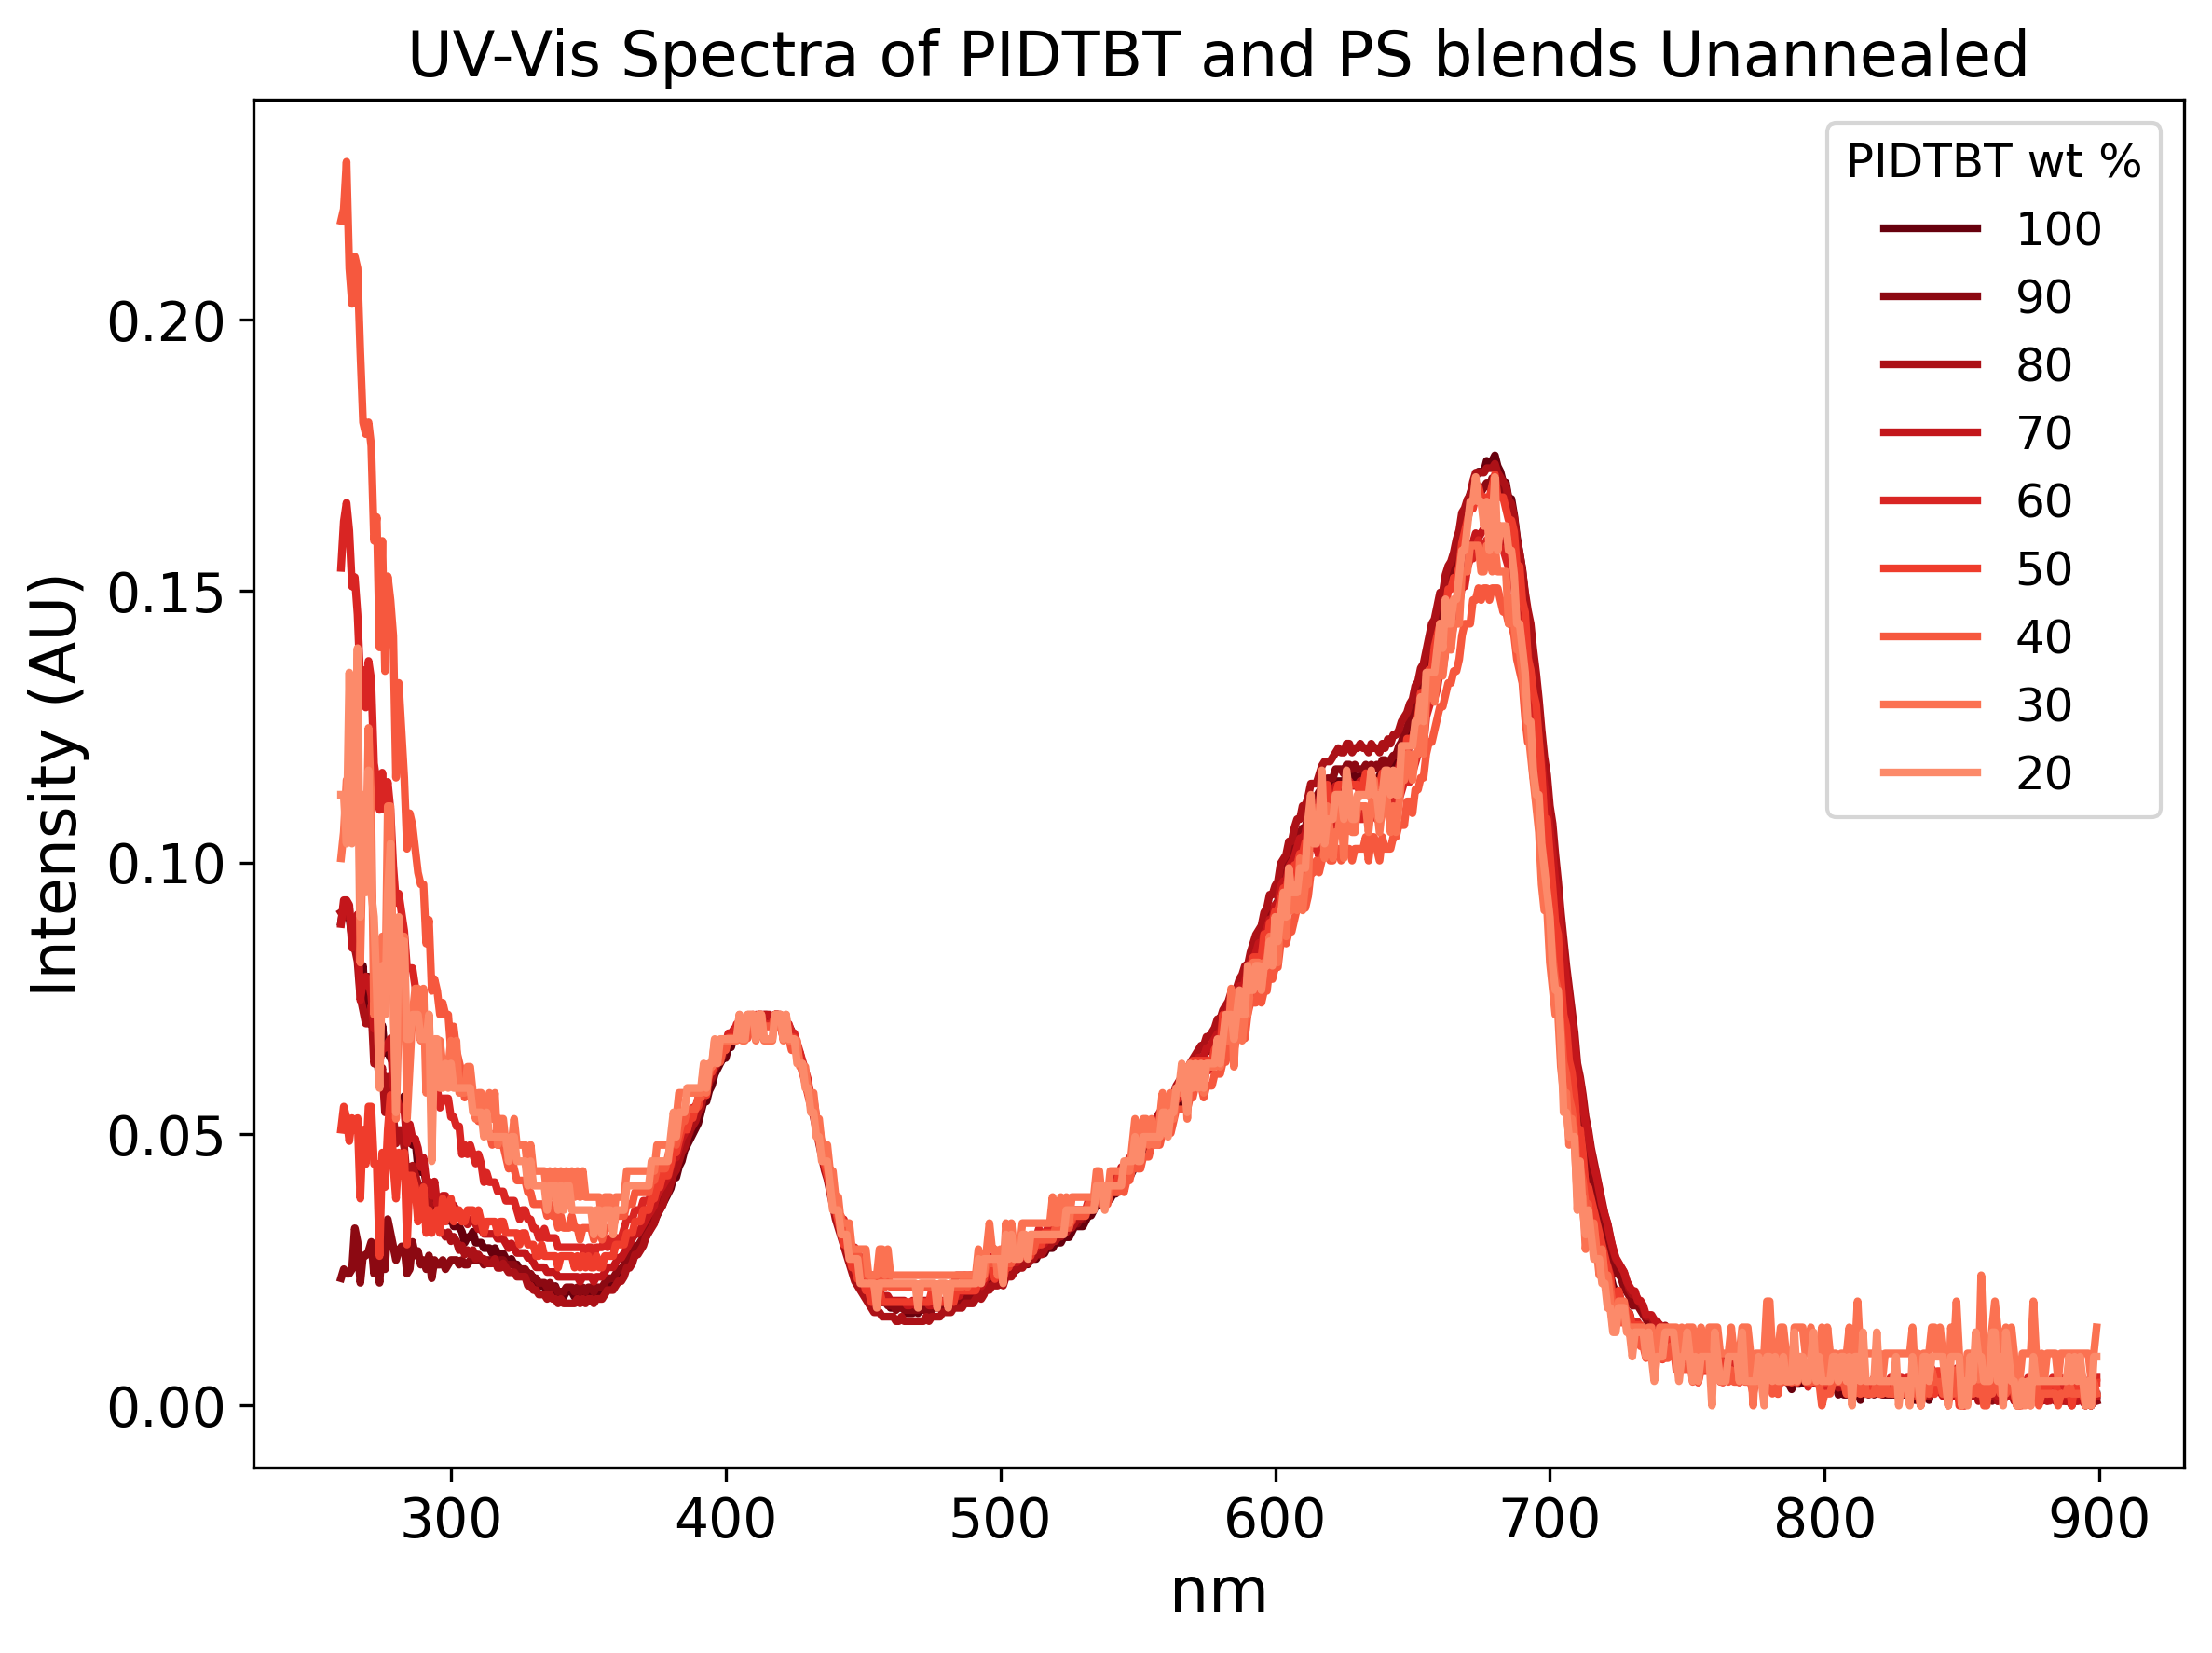 UV-Vis Spectra of PIDTBT and PS blends Unannealed
PIDTBT wt %
100
90
80
70
60
50
40
30
20
Intensity (AU)
0.20
0.15
0.10
0.05
0.00
300 400 500 600 700 800 900
nm